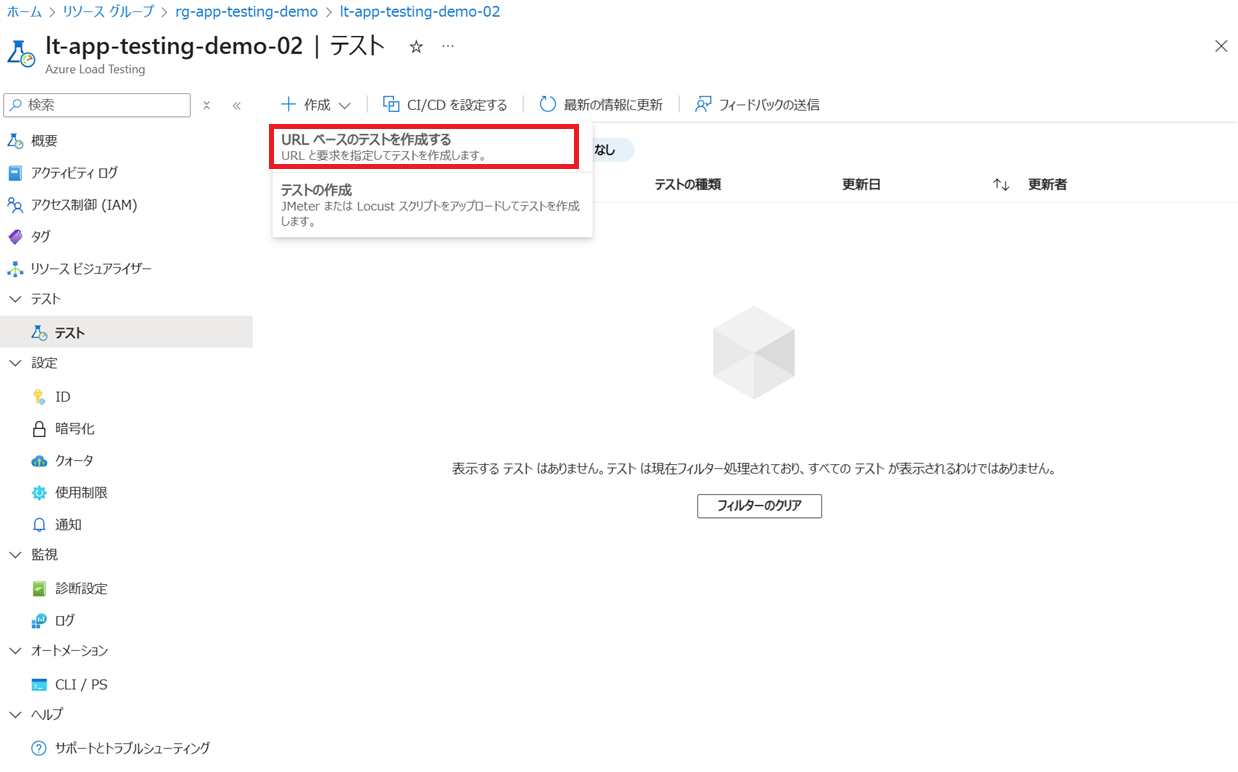 ホーム > リソース グループ > rg-app-testing-demo > lt-app-testing-demo-02
lt-app-testing-demo-02 | テスト ☆ …
Azure Load Testing
検索
作成
CI/CD を設定する
最新の情報に更新
フィードバックの送信
URL ベースのテストを作成する
URL と要求を指定してテストを作成します。
なし
テストの作成
JMeter または Locust スクリプトをアップロードしてテストを作成
します。
テストの種類
更新日
更新者
概要
アクティビティ ログ
アクセス制御 (IAM)
タグ
リソース ビジュアライザー
テスト
テスト
設定
ID
暗号化
クォータ
使用制限
通知
監視
診断設定
ログ
オートメーション
CLI / PS
ヘルプ
サポートとトラブルシューティング
表示する テスト はありません。テスト は現在フィルター処理されており、すべての テスト が表示されるわけではありません。
フィルターのクリア